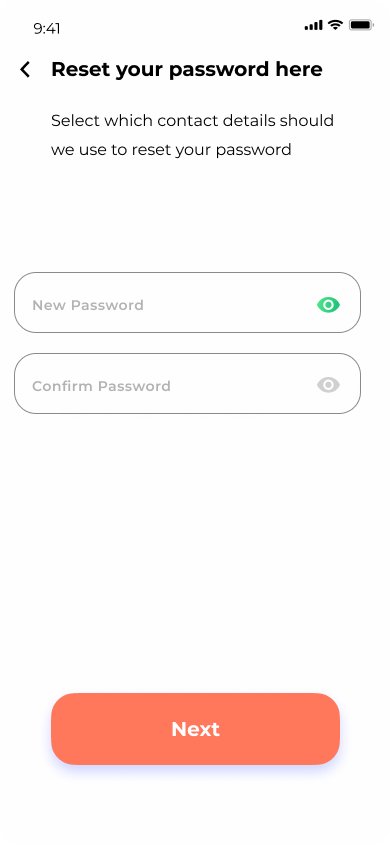 9:41
Reset your password here
Select which contact details should
we use to reset your password
New Password
Confirm Password
Next